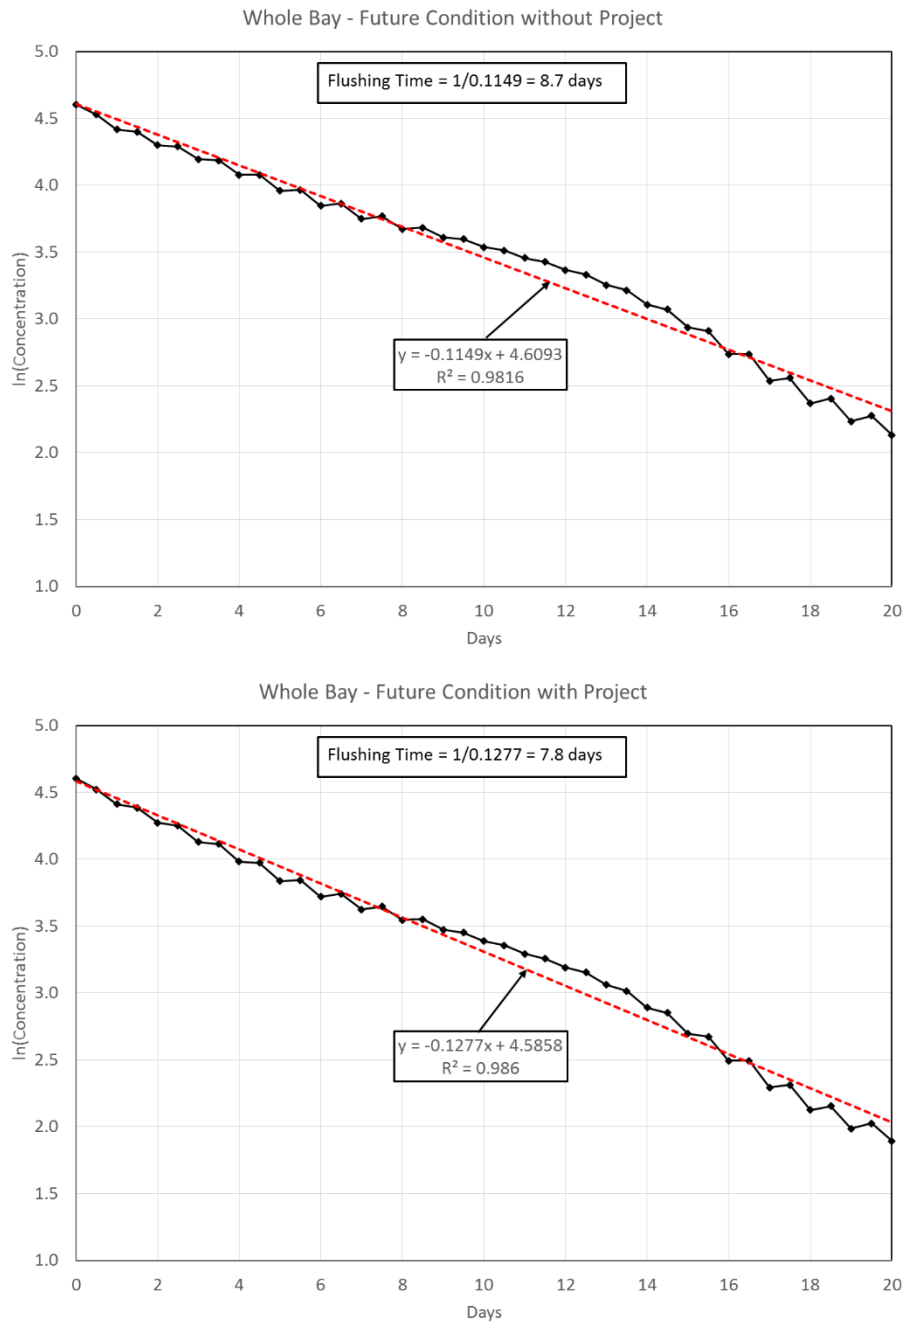 Whole Bay - Future Condition without Project
5.0
Flushing Time = 1/0.1149 = 8.7 days
4.5
4.0
3.5
3.0
2.5
2.0
1.5
1.0
ln(Concentration)
y = -0.1149x + 4.6093
R² = 0.9816
0 2 4 6 8 10 12 14 16 18 20
Days
Whole Bay - Future Condition with Project
5.0
Flushing Time = 1/0.1277 = 7.8 days
4.5
4.0
3.5
3.0
2.5
2.0
1.5
1.0
ln(Concentration)
y = -0.1277x + 4.5858
R² = 0.986
0 2 4 6 8 10 12 14 16 18 20
Days